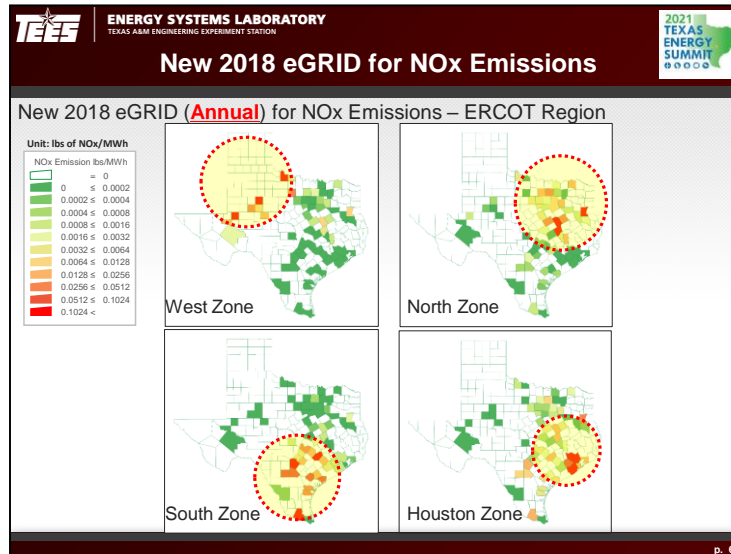 TEES
ENERGY SYSTEMS LABORATORY
TEXAS A&M ENGINEERING EXPERIMENT STATION
2021
TEXAS
ENERGY
SUMMIT
New 2018 eGRID for NOx Emissions
New 2018 eGRID (Annual) for NOx Emissions – ERCOT Region
Unit: lbs of NOx/MWh
NOx Emission lbs/MWh
= 0
0 ≤ 0.0002
0.0002 ≤ 0.0004
0.0004 ≤ 0.0008
0.0008 ≤ 0.0016
0.0016 ≤ 0.0032
0.0032 ≤ 0.0064
0.0064 ≤ 0.0128
0.0128 ≤ 0.0256
0.0256 ≤ 0.0512
0.0512 ≤ 0.1024
0.1024 <
West Zone
North Zone
South Zone
Houston Zone
p. 6